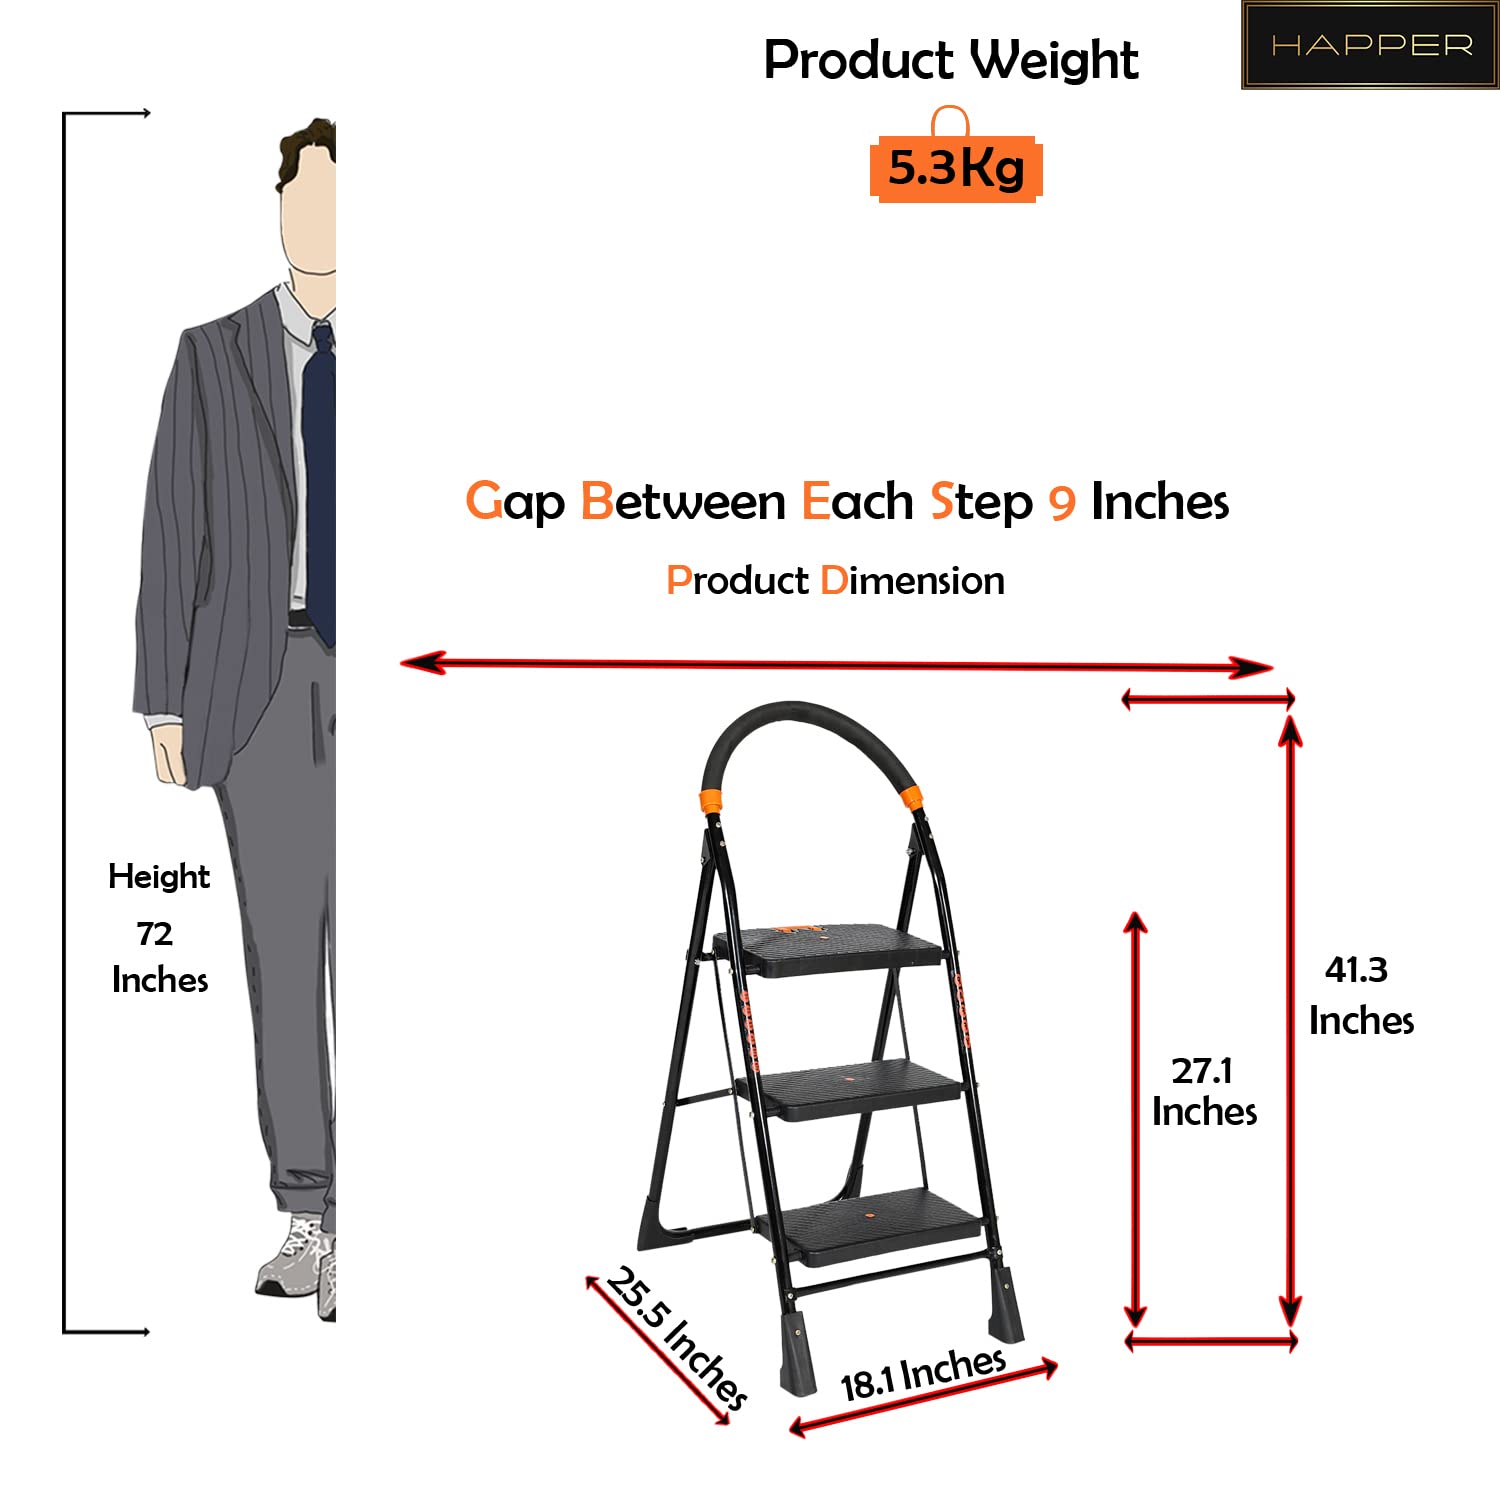 Product Weight
HAPPER
5.3Kg
Gap Between Each Step 9 Inches
Product Dimension
Height
72
Inches
41.3
Inches
27.1
Inches
25.5 Inches
18.1 Inches